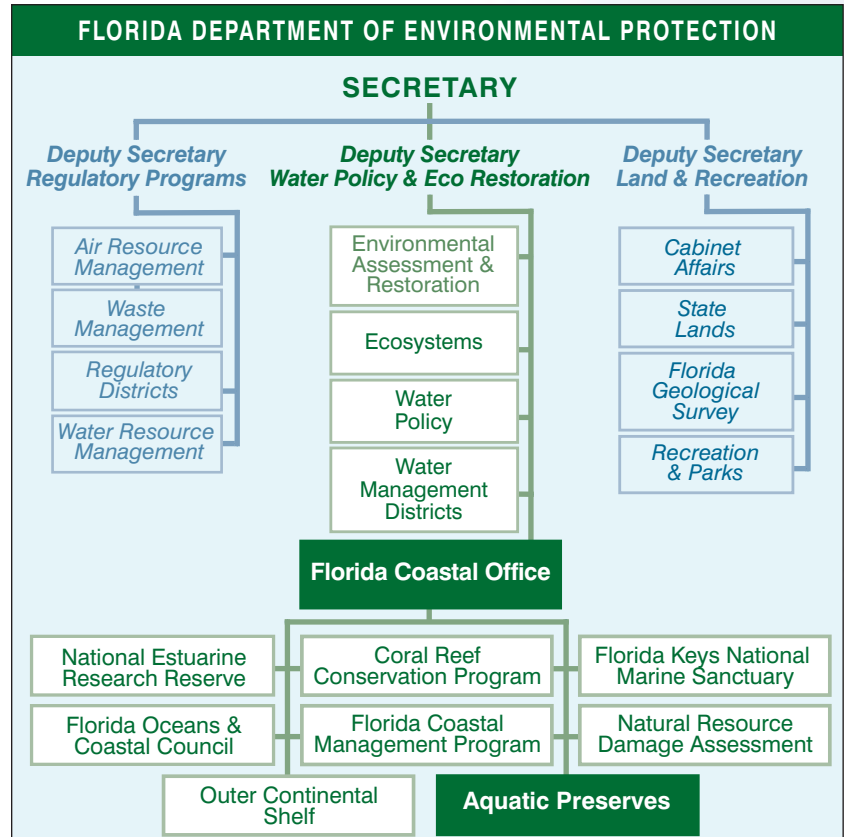 FLORIDA DEPARTMENT OF ENVIRONMENTAL PROTECTION
SECRETARY
Deputy Secretary
Regulatory Programs
Deputy Secretary
Water Policy & Eco Restoration
Deputy Secretary
Land & Recreation
Air Resource
Management
Waste
Management
Regulatory
Districts
Water Resource
Management
Environmental
Assessment &
Restoration
Ecosystems
Water
Policy
Water
Management
Districts
Cabinet
Affairs
State
Lands
Florida
Geological
Survey
Recreation
& Parks
Florida Coastal Office
National Estuarine
Research Reserve
Coral Reef
Conservation Program
Florida Keys National
Marine Sanctuary
Florida Oceans &
Coastal Council
Florida Coastal
Management Program
Natural Resource
Damage Assessment
Outer Continental
Shelf
Aquatic Preserves